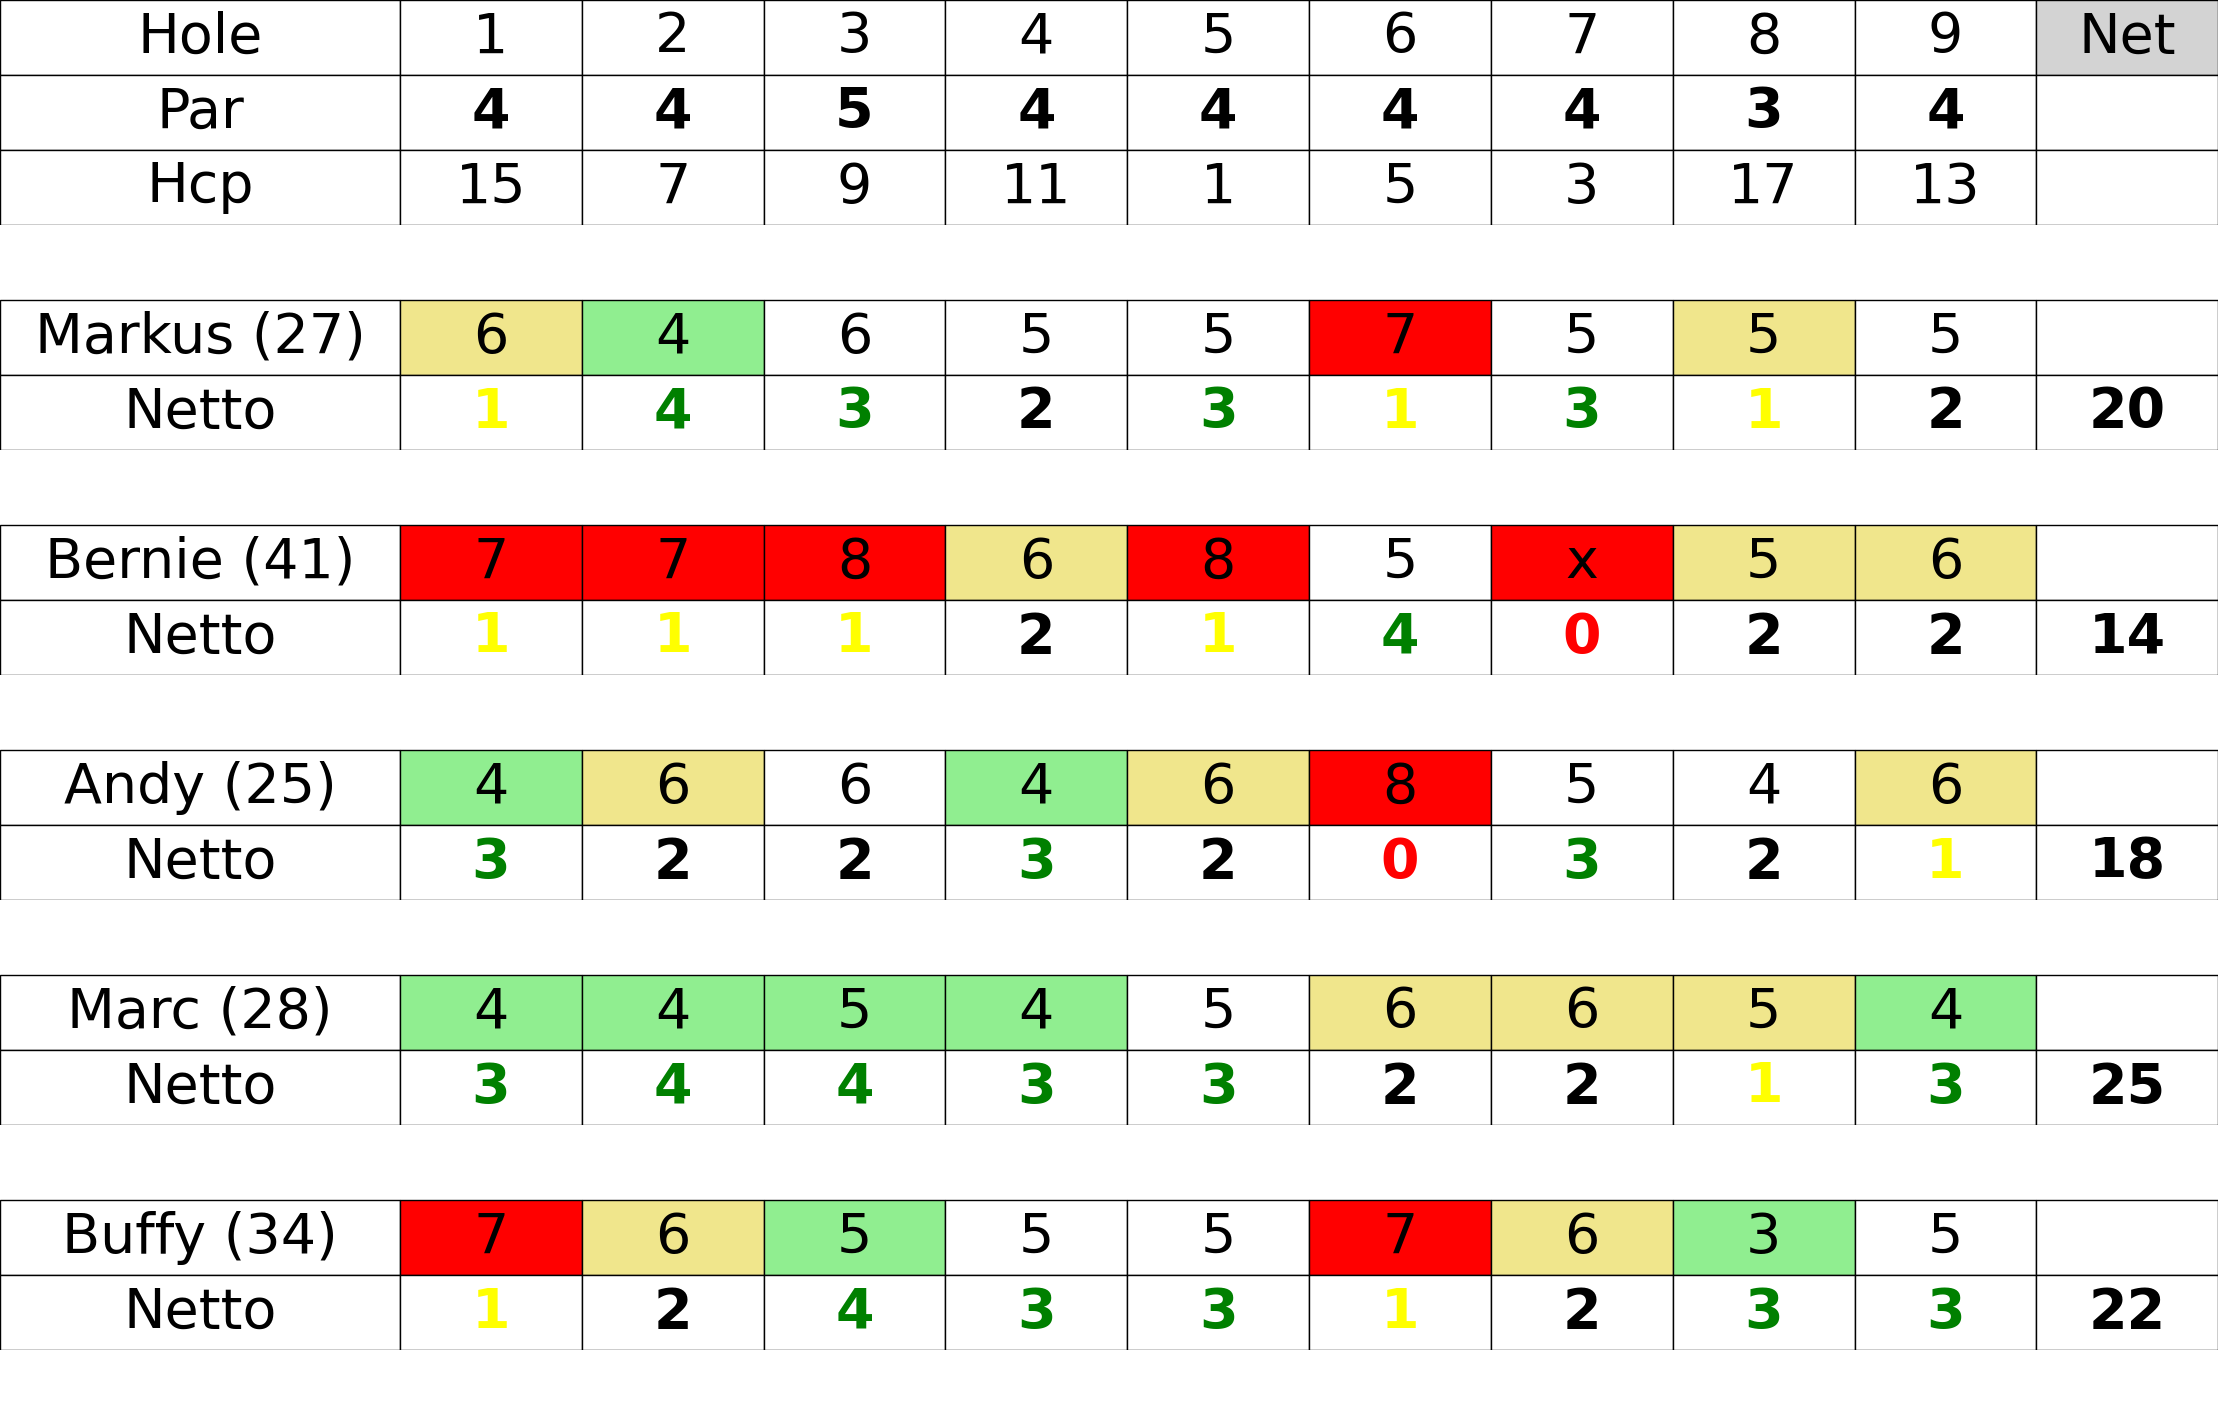 Hole 1 2 3 4 5 6 7 8 9 Net
Par 4 4 5 4 4 4 4 3 4
Hcp 15 7 9 11 1 5 3 17 13
Markus (27) 6 4 6 5 5 7 5 5 5
Netto 1 4 3 2 3 1 3 1 2 20
Bernie (41) 7 7 8 6 8 5 x 5 6
Netto 1 1 1 2 1 4 0 2 2 14
Andy (25) 4 6 6 4 6 8 5 4 6
Netto 3 2 2 3 2 0 3 2 1 18
Marc (28) 4 4 5 4 5 6 6 5 4
Netto 3 4 4 3 3 2 2 1 3 25
Buffy (34) 7 6 5 5 5 7 6 3 5
Netto 1 2 4 3 3 1 2 3 3 22